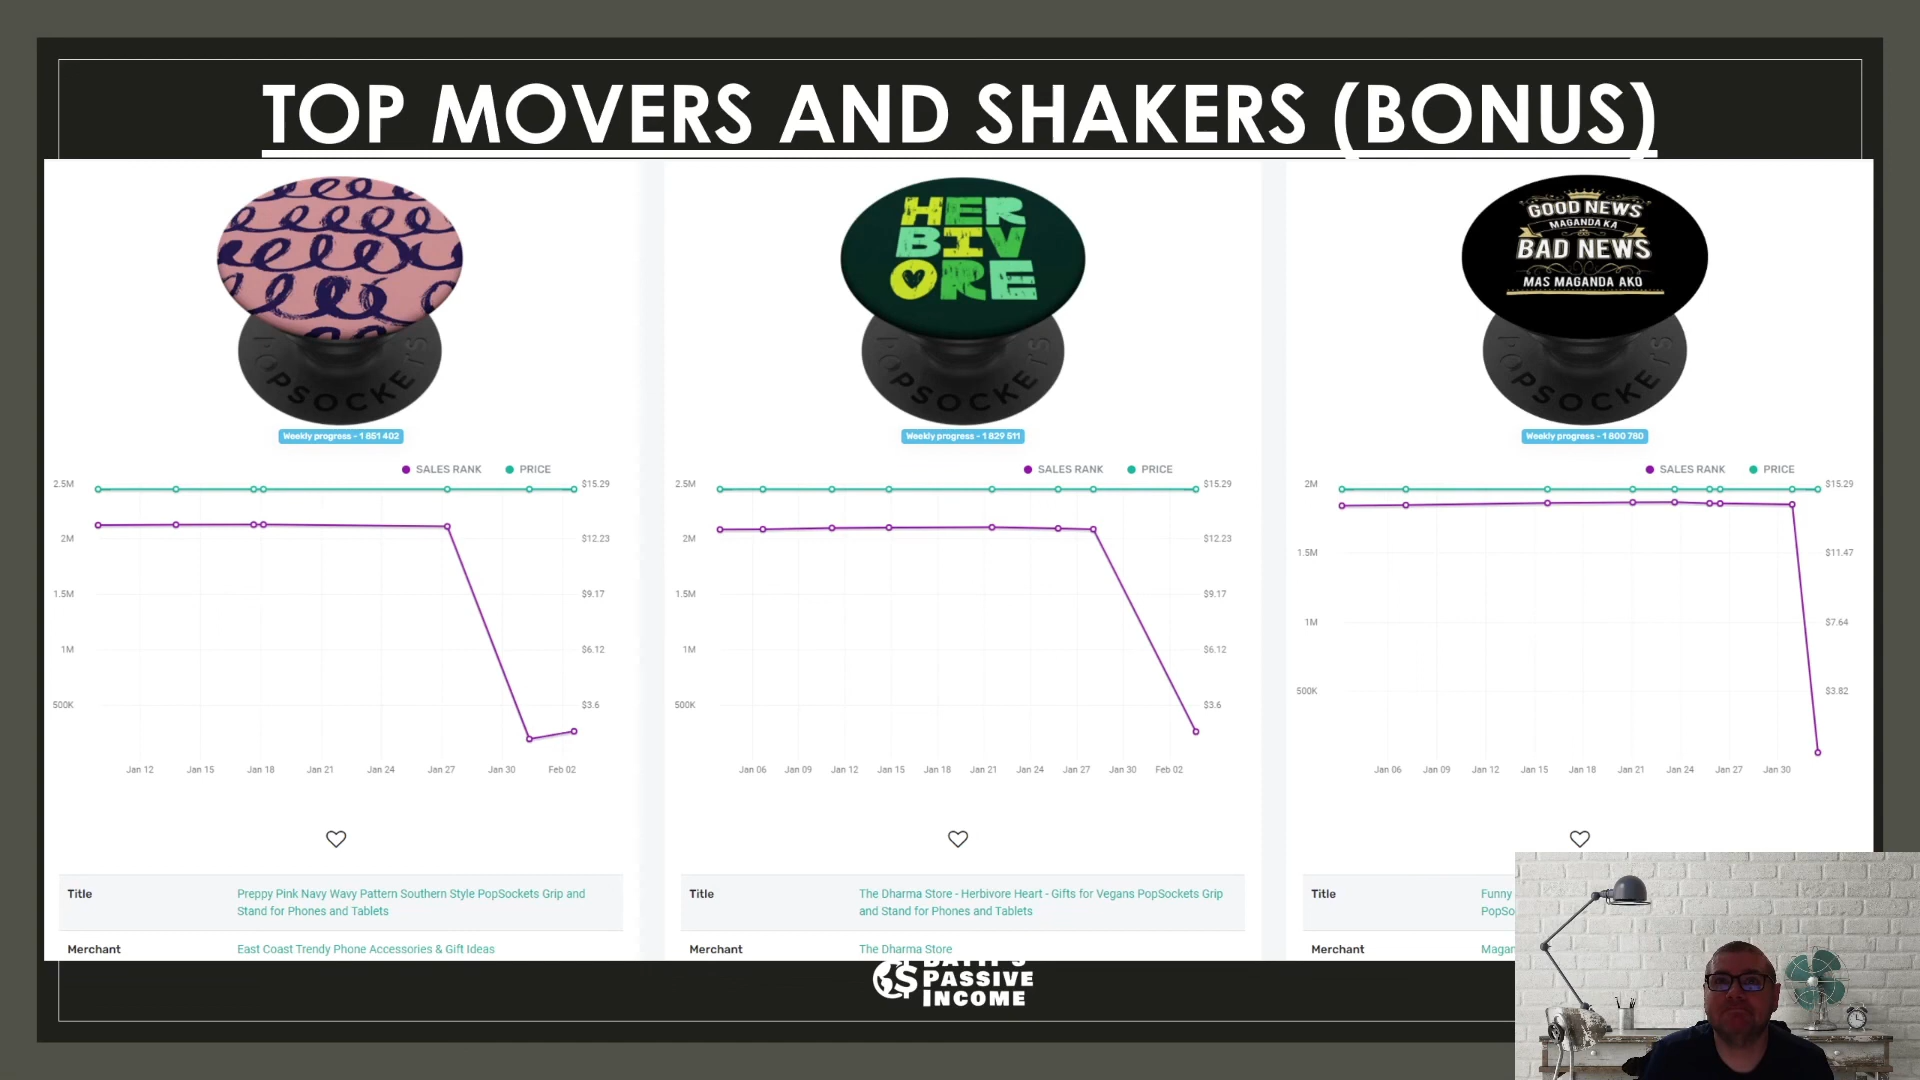 TOP MOVERS AND SHAKERS (BONUS)
HER
BIV
ORE
GOOD NEWS
MAGANDA KA
BAD NEWS
MAS MAGANDA AKO
POPSOCKETS
POPSOCKETS
POPSOCKETS
Weekly progress - 1 851 402
Weekly progress - 1 829 511
Weekly progress - 1 800 780
SALES RANK PRICE
SALES RANK PRICE
SALES RANK PRICE
2.5M $15.29
2M $12.23
1.5M $9.17
1M $6.12
500K $3.6
Jan 12 Jan 15 Jan 18 Jan 21 Jan 24 Jan 27 Jan 30 Feb 02
2.5M $15.29
2M $12.23
1.5M $9.17
1M $6.12
500K $3.6
Jan 06 Jan 09 Jan 12 Jan 15 Jan 18 Jan 21 Jan 24 Jan 27 Jan 30 Feb 02
2M $15.29
1.5M $11.47
1M $7.64
500K $3.82
Jan 06 Jan 09 Jan 12 Jan 15 Jan 18 Jan 21 Jan 24 Jan 27 Jan 30
Title Preppy Pink Navy Wavy Pattern Southern Style PopSockets Grip and
Stand for Phones and Tablets
Merchant East Coast Trendy Phone Accessories & Gift Ideas
Title The Dharma Store - Herbivore Heart - Gifts for Vegans PopSockets Grip
and Stand for Phones and Tablets
Merchant The Dharma Store
Title Funny
PopSo
Merchant Magan
PASSIVE
INCOME